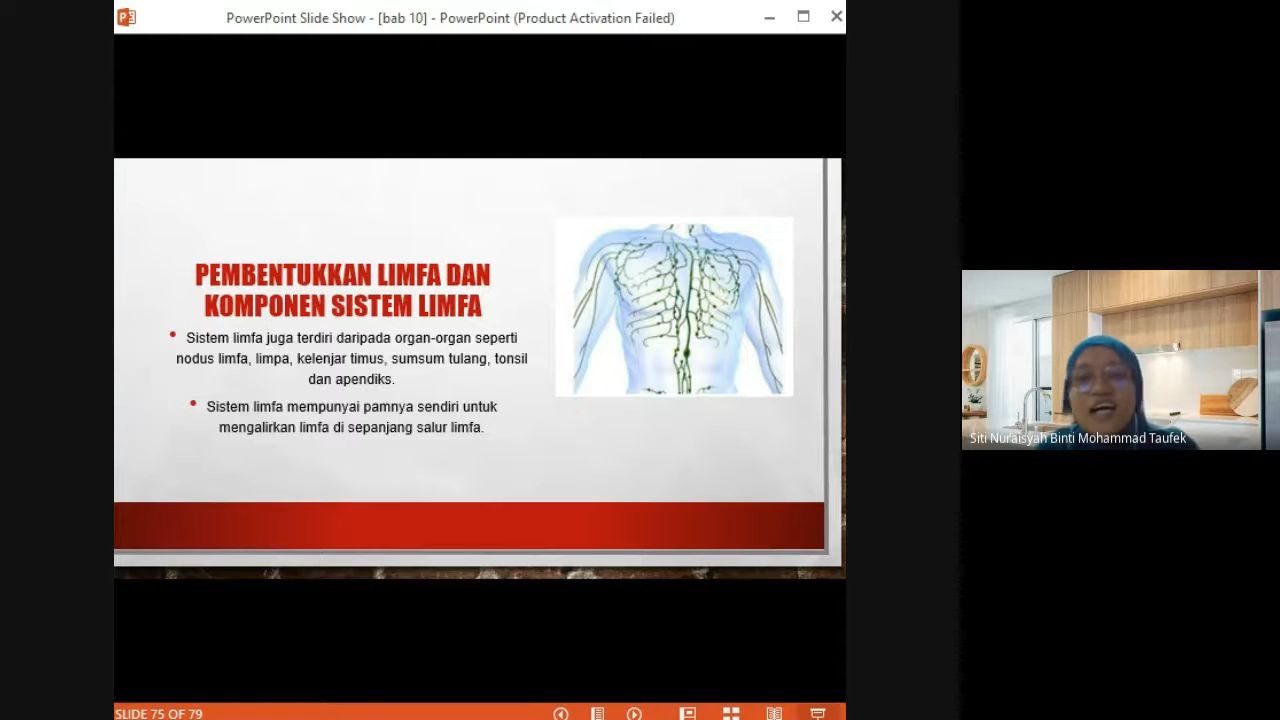 PowerPoint Slide Show - [bab 10] - PowerPoint (Product Activation Failed)
PEMBENTUKKAN LIMFA DAN
KOMPONEN SISTEM LIMFA
• Sistem limfa juga terdiri daripada organ-organ seperti
nodus limfa, limpa, kelenjar timus, sumsum tulang, tonsil
dan apendiks.
• Sistem limfa mempunyai pamnya sendiri untuk
mengalirkan limfa di sepanjang salur limfa.
Siti Nuraisyah Binti Mohammad Taufek
SLIDE 75 OF 79